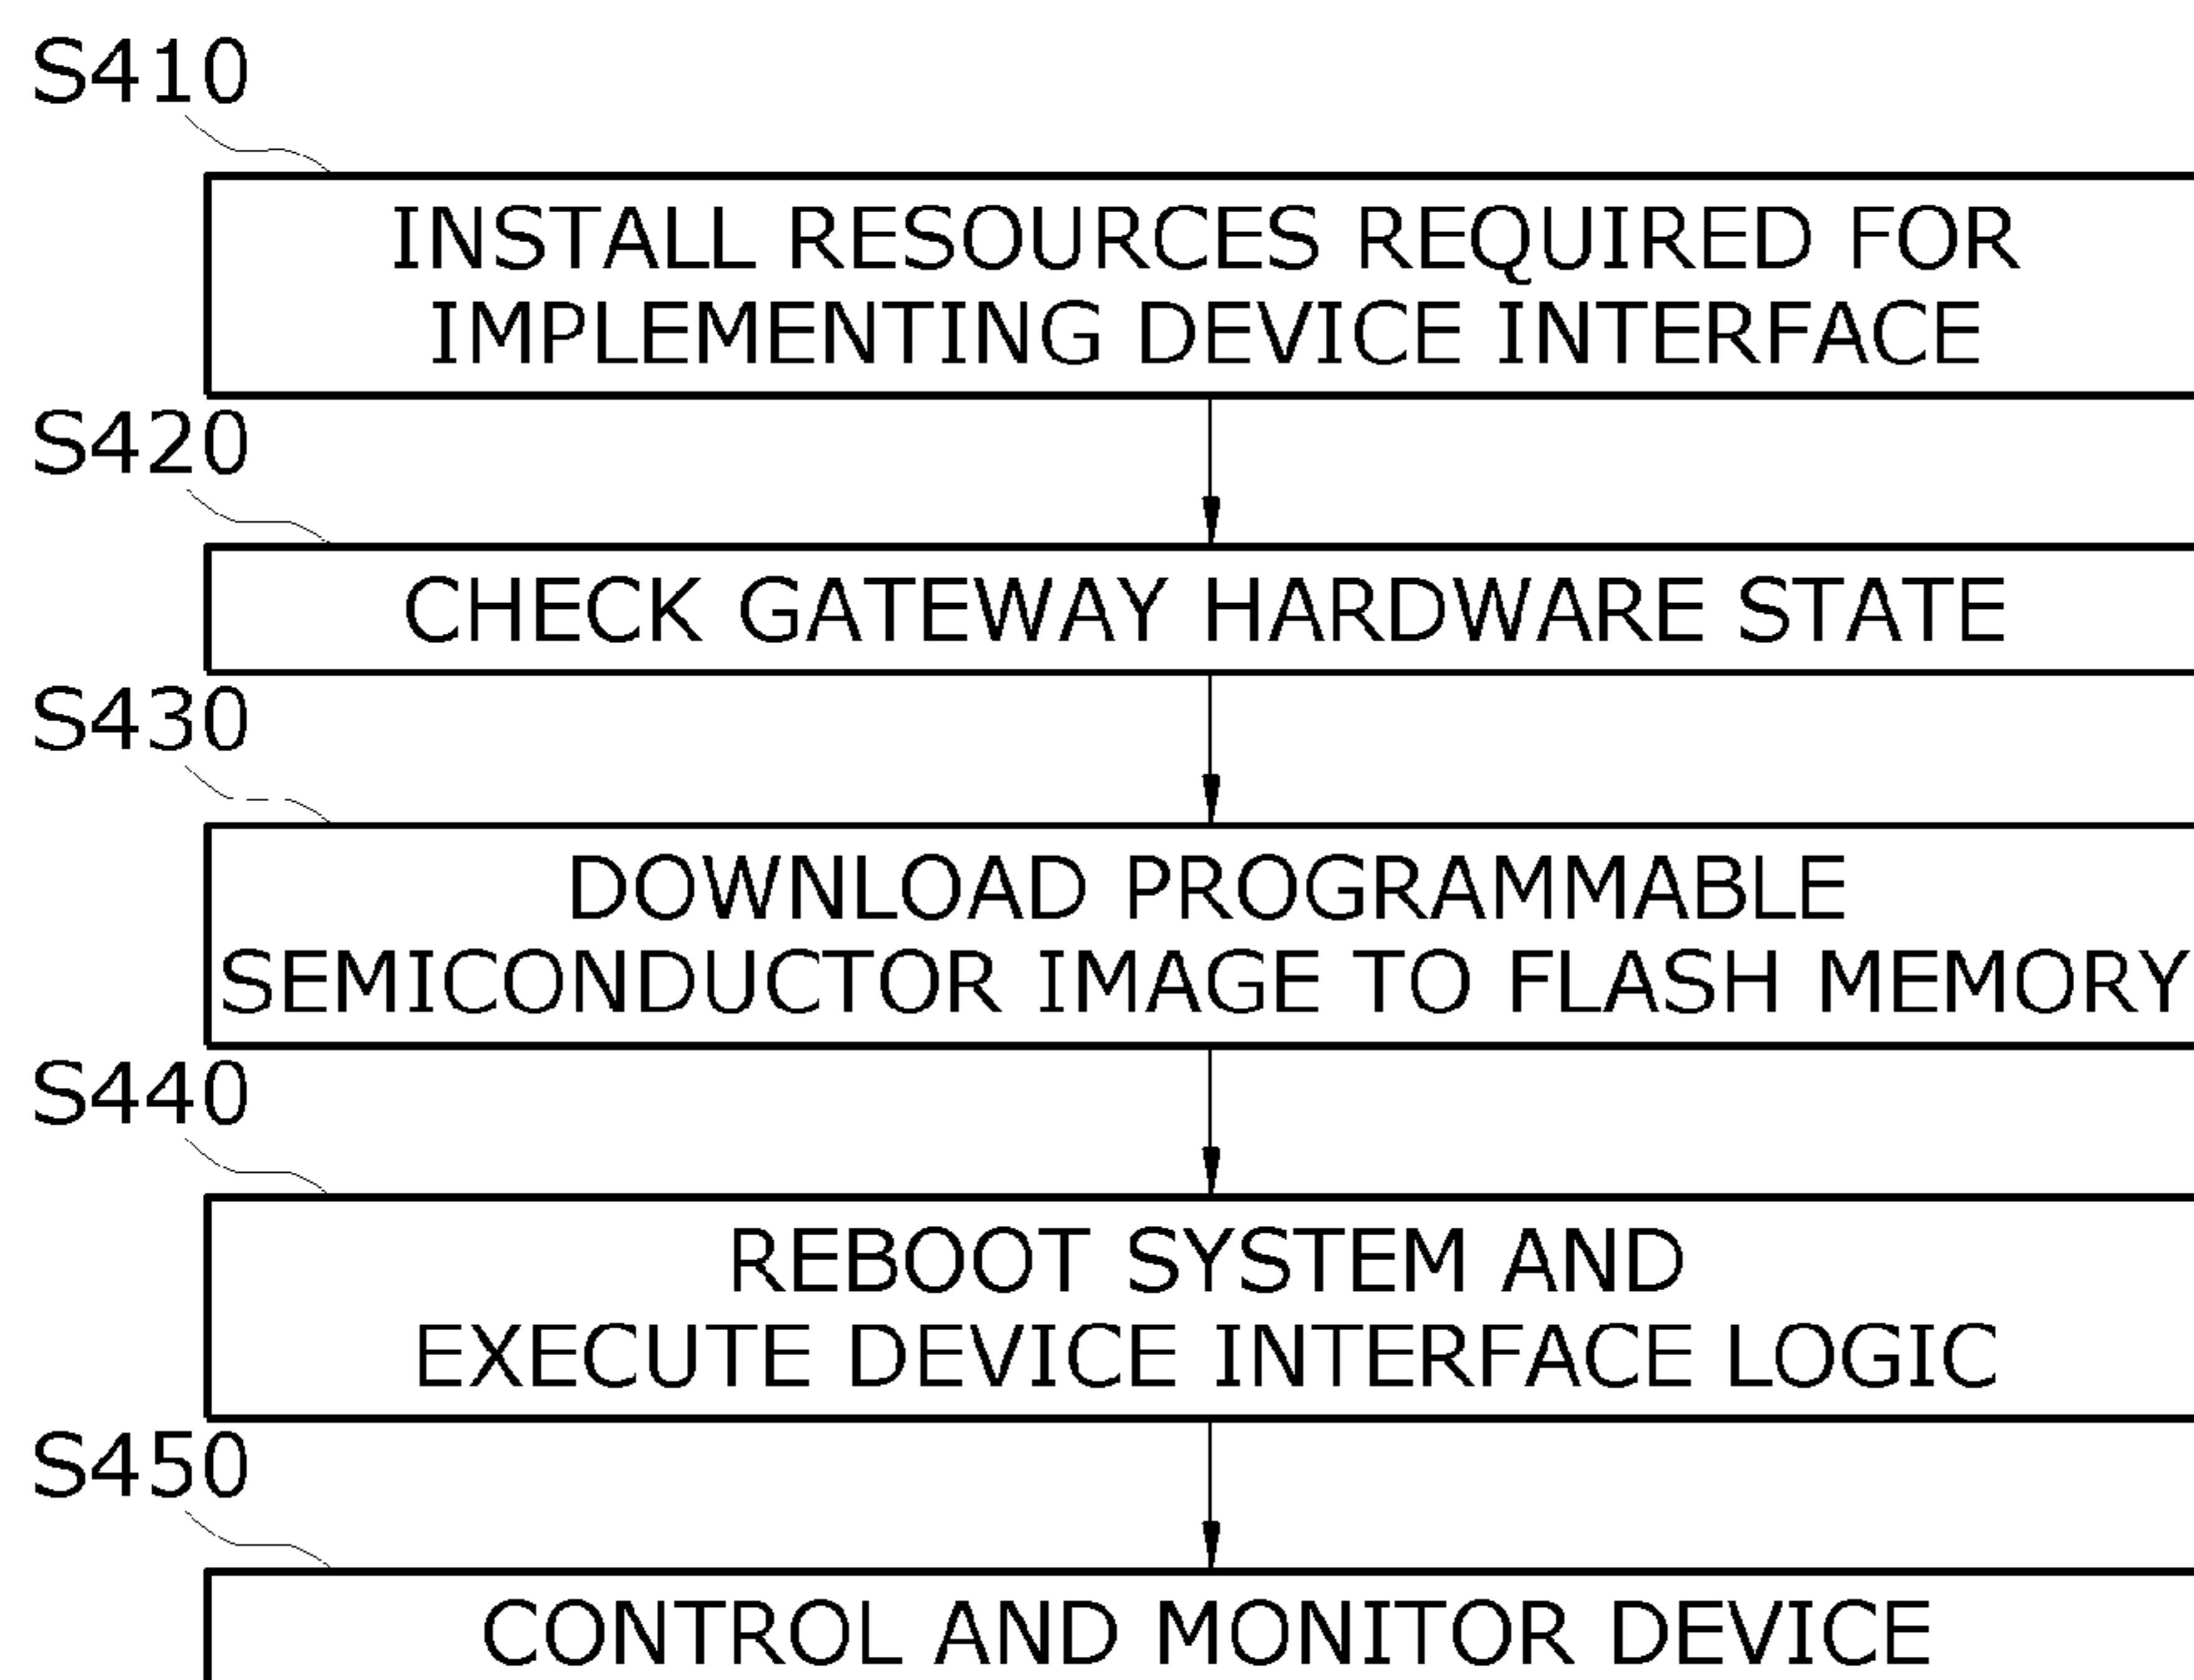 S410
INSTALL RESOURCES REQUIRED FOR
IMPLEMENTING DEVICE INTERFACE
S420
CHECK GATEWAY HARDWARE STATE
S430
DOWNLOAD PROGRAMMABLE
SEMICONDUCTOR IMAGE TO FLASH MEMORY
S440
REBOOT SYSTEM AND
EXECUTE DEVICE INTERFACE LOGIC
S450
CONTROL AND MONITOR DEVICE